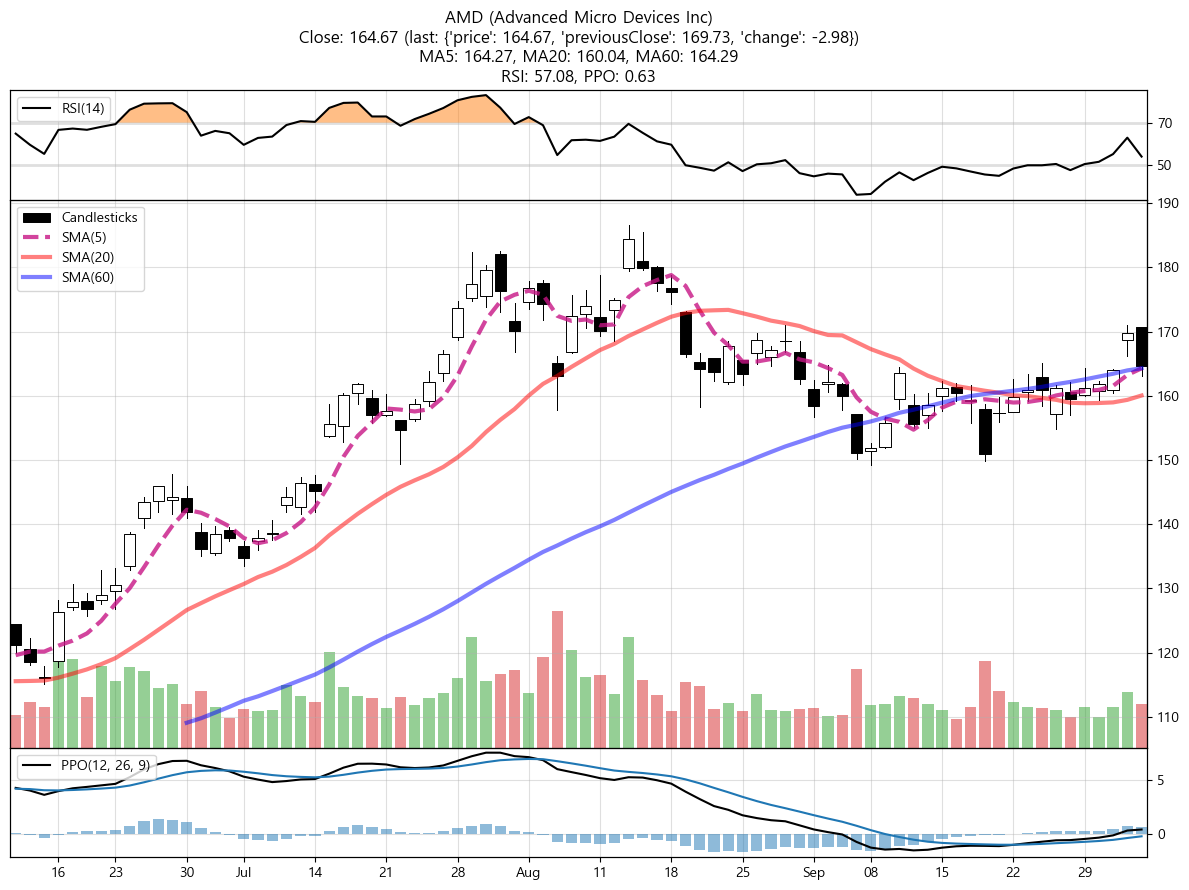 AMD (Advanced Micro Devices Inc)
Close: 164.67 (last: {'price': 164.67, 'previousClose': 169.73, 'change': -2.98})
MA5: 164.27, MA20: 160.04, MA60: 164.29
RSI: 57.08, PPO: 0.63
RSI(14)
70
50
Candlesticks
SMA(5)
SMA(20)
SMA(60)
190
180
170
160
150
140
130
120
110
PPO(12, 26, 9)
5
0
16 23 30 Jul 14 21 28 Aug 11 18 25 Sep 08 15 22 29